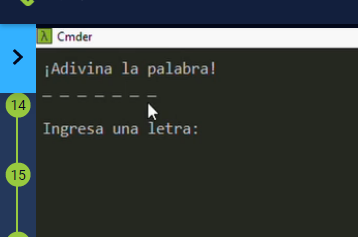 Cmder
¡Adivina la palabra!
_ _ _ _ _ _ _
Ingresa una letra:
14
15